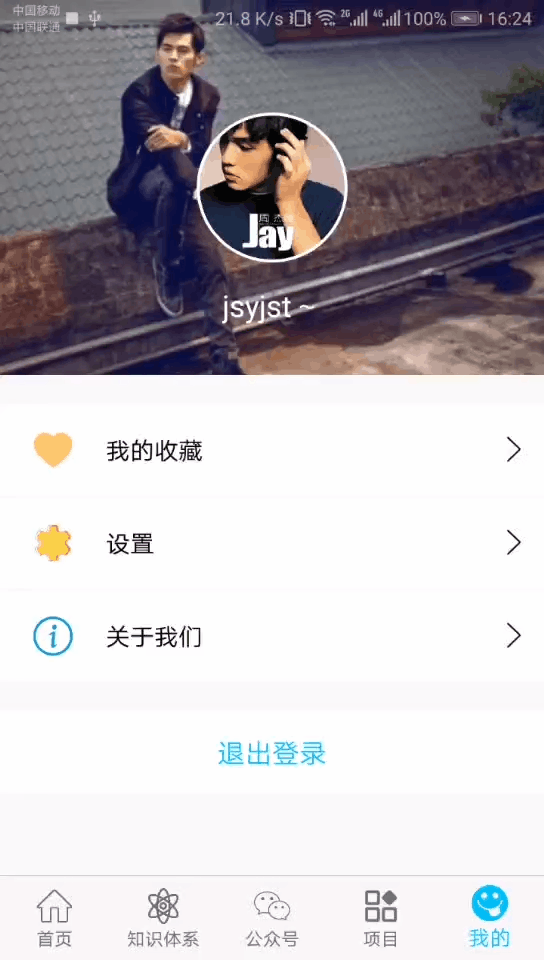 中国移动
中国联通
21.8 K/s 2G 4G 100% 16:24
周 杰
Jay
jsyjst ~
我的收藏
设置
关于我们
退出登录
首页 知识体系 公众号 项目 我的